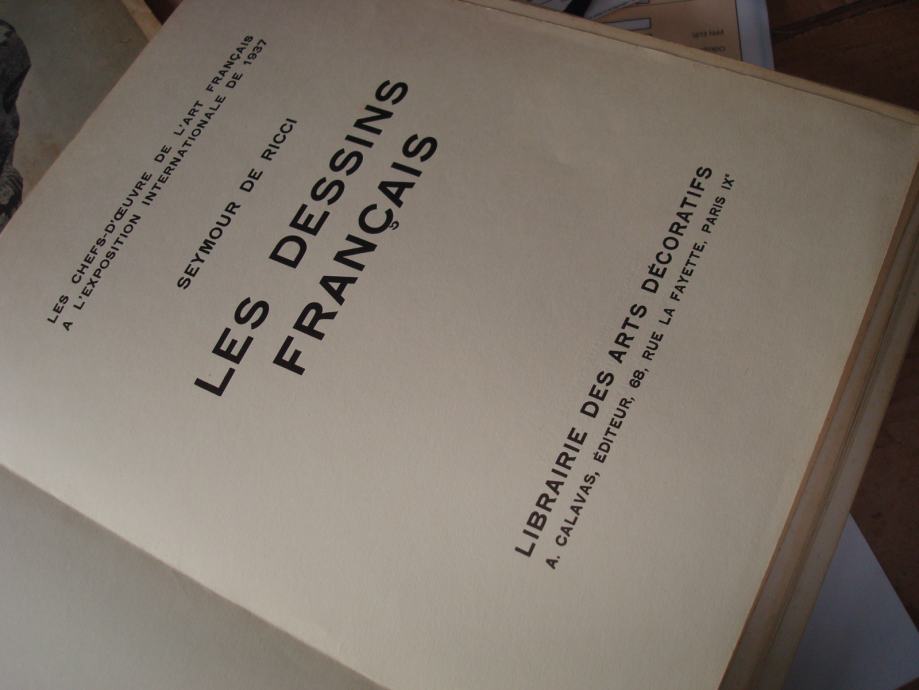 LES CHEFS-D'ŒUVRE DE L'ART FRANÇAIS
A L'EXPOSITION INTERNATIONALE DE 1937
SEYMOUR DE RICCI
LES DESSINS
FRANÇAIS
LIBRAIRIE DES ARTS DÉCORATIFS
A. CALAVAS, ÉDITEUR, 68, RUE LA FAYETTE, PARIS IXᵉ